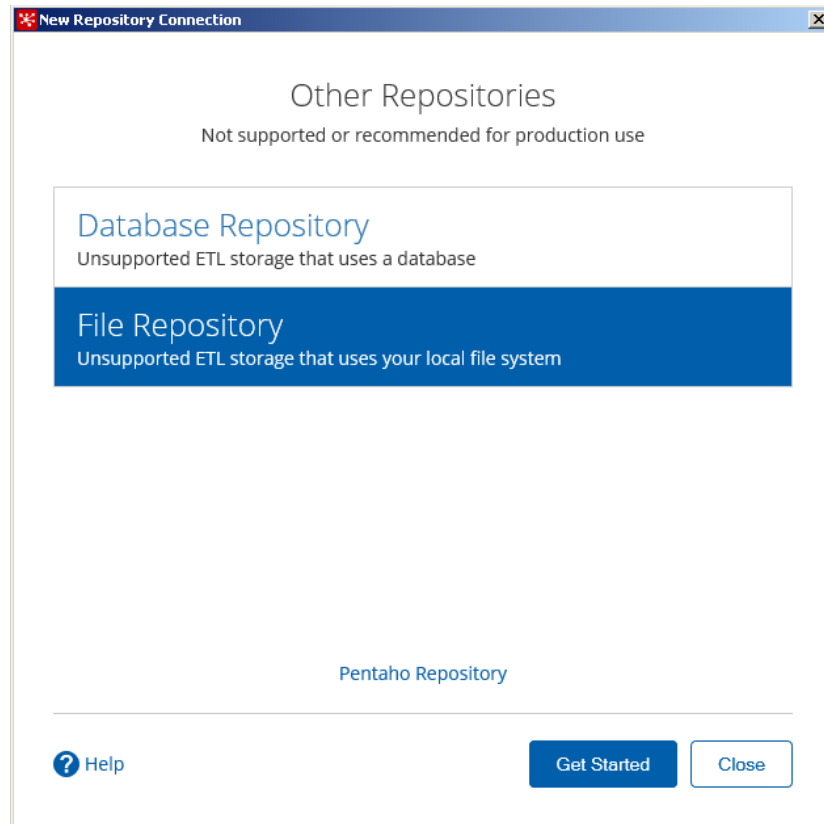 New Repository Connection
Other Repositories
Not supported or recommended for production use
Database Repository
Unsupported ETL storage that uses a database
File Repository
Unsupported ETL storage that uses your local file system
Pentaho Repository
? Help
Get Started
Close